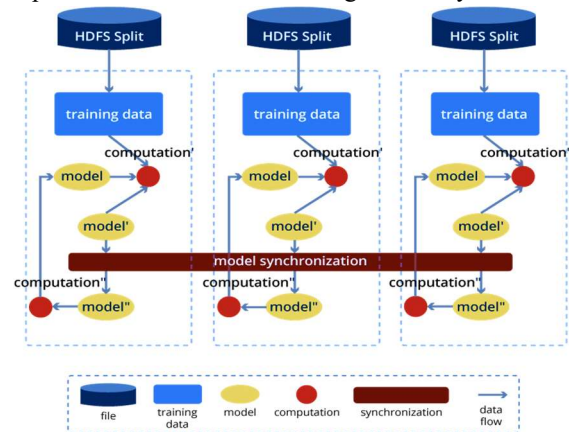 HDFS Split HDFS Split HDFS Split
training data training data training data
computation' computation' computation'
model model model
model' model' model'
model synchronization
computation" computation" computation"
model" model" model"
file training data model computation synchronization data flow